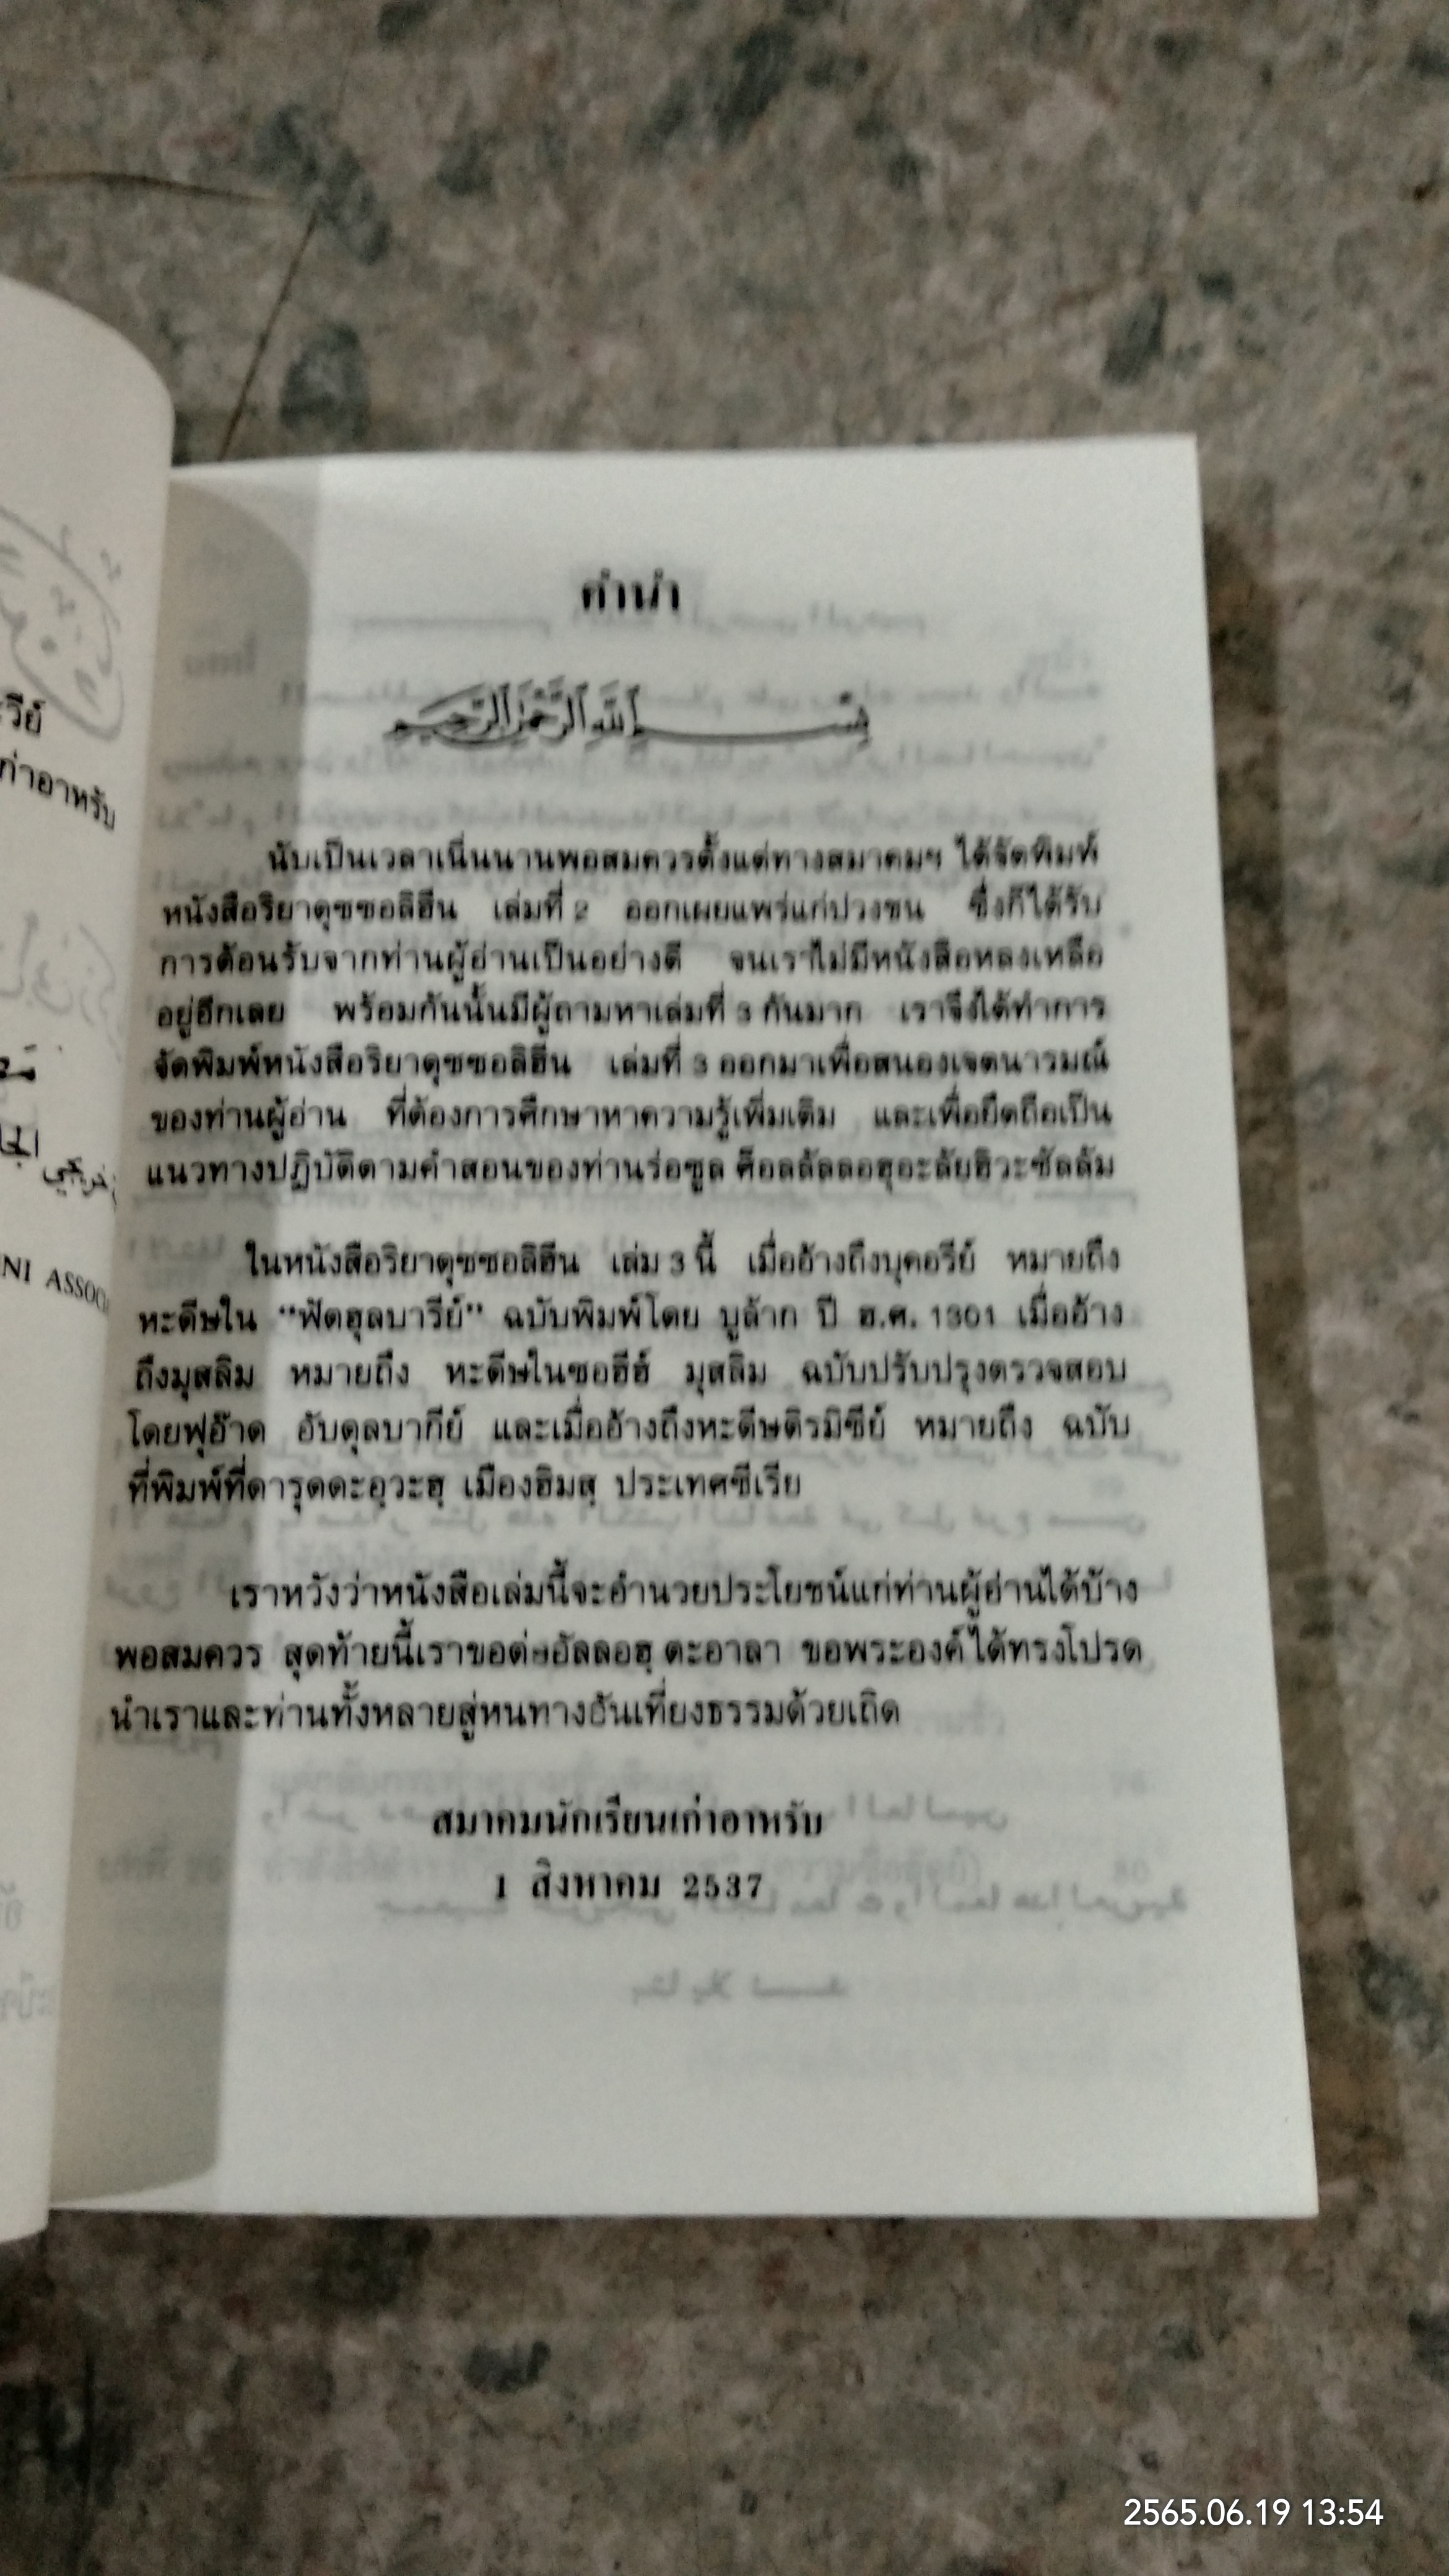 คำนำ
بسم الله الرحمن الرحيم
นับเป็นเวลาเนิ่นนานพอสมควรตั้งแต่ทางสมาคมฯ ได้จัดพิมพ์
หนังสือริยาดุซซอลิฮีน เล่มที่ 2 ออกเผยแพร่แก่ปวงชน ซึ่งก็ได้รับ
การต้อนรับจากท่านผู้อ่านเป็นอย่างดี จนเราไม่มีหนังสือหลงเหลือ
อยู่อีกเลย พร้อมกันนั้นมีผู้ถามหาเล่มที่ 3 กันมาก เราจึงได้ทำการ
จัดพิมพ์หนังสือริยาดุซซอลิฮีน เล่มที่ 3 ออกมาเพื่อสนองเจตนารมณ์
ของท่านผู้อ่าน ที่ต้องการศึกษาหาความรู้เพิ่มเติม และเพื่อยึดถือเป็น
แนวทางปฏิบัติตามคำสอนของท่านร่อซูล ศ็อลลัลลอฮุอะลัยฮิวะซัลลัม
ในหนังสือริยาดุซซอลิฮีน เล่ม 3 นี้ เมื่ออ้างถึงบุคอรีย์ หมายถึง
หะดีษใน “ฟัตฮุลบารีย์” ฉบับพิมพ์โดย บูล้าก ปี ฮ.ศ. 1301 เมื่ออ้าง
ถึงมุสลิม หมายถึง หะดีษในซอฮีฮ์ มุสลิม ฉบับปรับปรุงตรวจสอบ
โดยฟุอ๊าด อับดุลบากีย์ และเมื่ออ้างถึงหะดีษติรมิซีย์ หมายถึง ฉบับ
ที่พิมพ์ที่ดารุดดะอฺวะฮฺ เมืองฮิมสฺ ประเทศซีเรีย
เราหวังว่าหนังสือเล่มนี้จะอำนวยประโยชน์แก่ท่านผู้อ่านได้บ้าง
พอสมควร สุดท้ายนี้เราขอต่ออัลลอฮฺ ตะอาลา ขอพระองค์ได้ทรงโปรด
นำเราและท่านทั้งหลายสู่หนทางอันเที่ยงธรรมด้วยเถิด
สมาคมนักเรียนเก่าอาหรับ
1 สิงหาคม 2537
2565.06.19 13:54